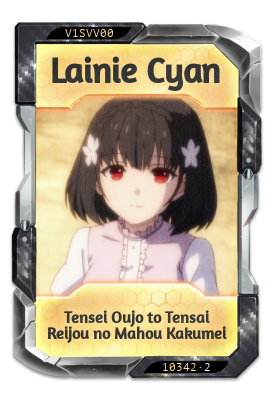 V1SVV00
Lainie Cyan
Tensei Oujo to Tensai
Reijou no Mahou Kakumei
10342·2